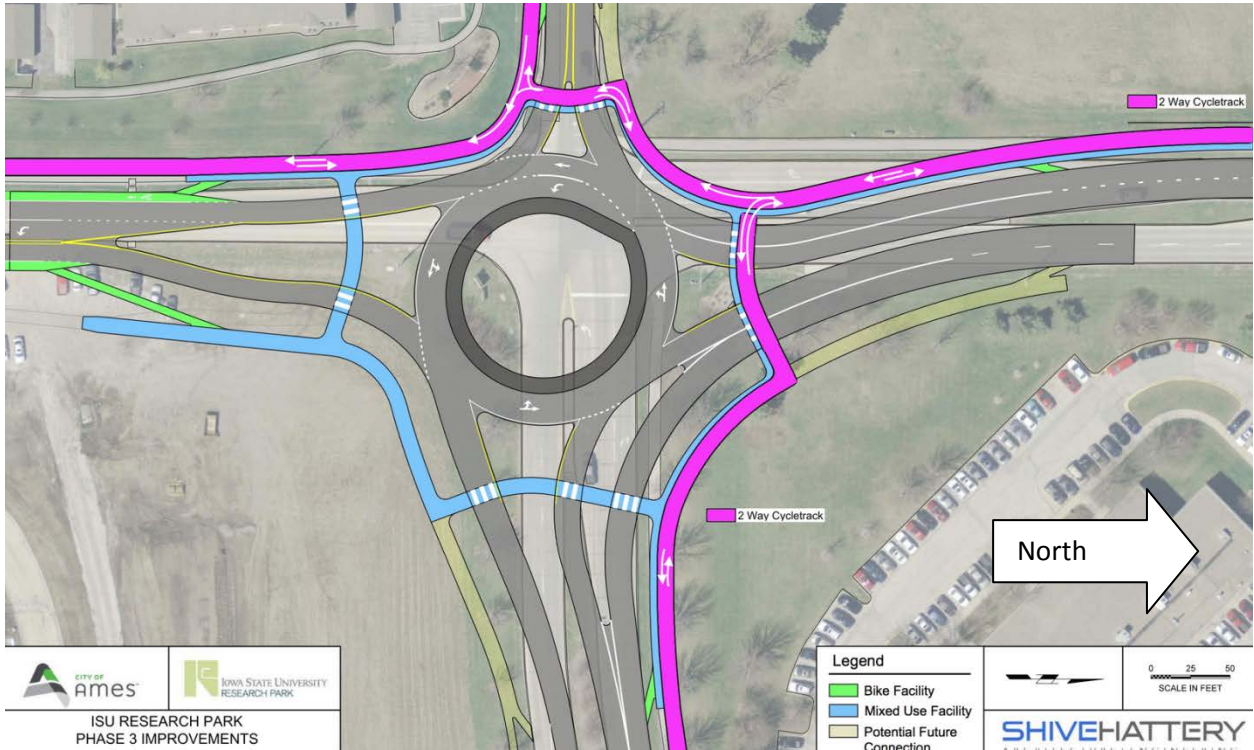 2 Way Cycletrack
2 Way Cycletrack
North
CITY OF
AMES
IOWA STATE UNIVERSITY
RESEARCH PARK
ISU RESEARCH PARK
PHASE 3 IMPROVEMENTS
Legend
Bike Facility
Mixed Use Facility
Potential Future
Connection
0 25 50
SCALE IN FEET
SHIVEHATTERY